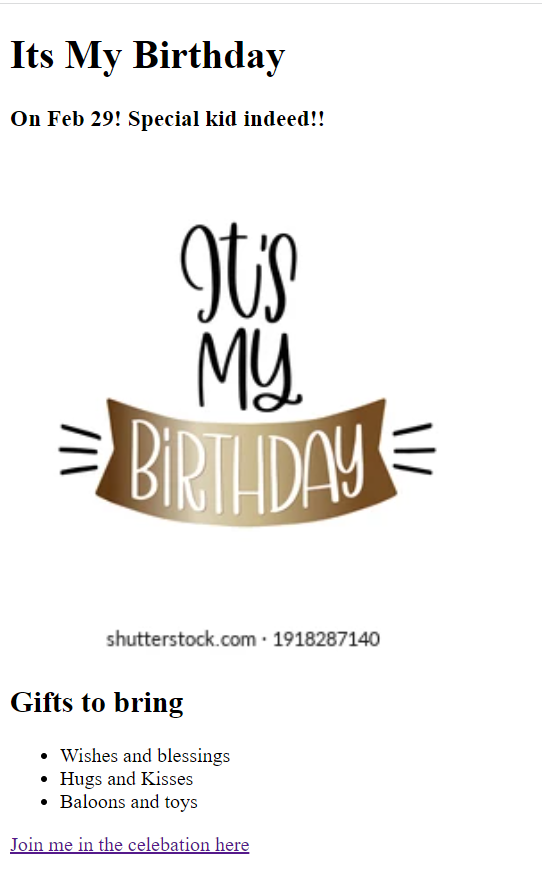 Its My Birthday
On Feb 29! Special kid indeed!!
It's
My
BiRTHDAY
shutterstock.com · 1918287140
Gifts to bring
• Wishes and blessings
• Hugs and Kisses
• Baloons and toys
Join me in the celebation here